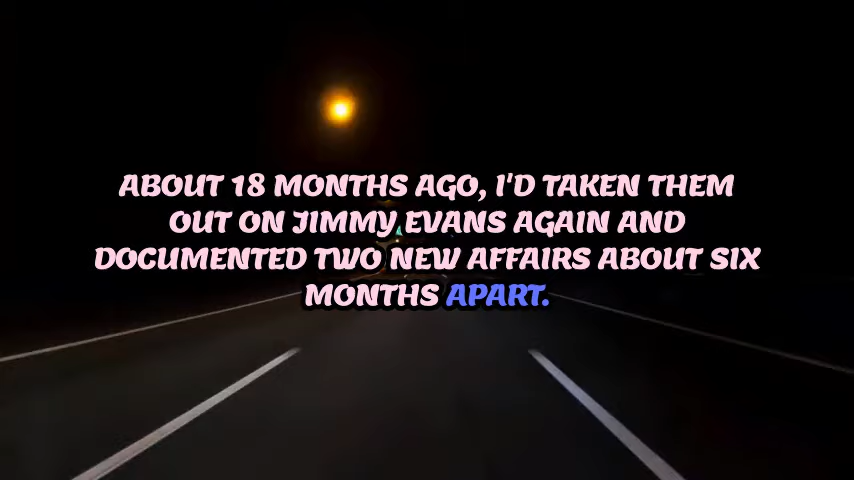 ABOUT 18 MONTHS AGO, I'D TAKEN THEM
OUT ON JIMMY EVANS AGAIN AND
DOCUMENTED TWO NEW AFFAIRS ABOUT SIX
MONTHS APART.